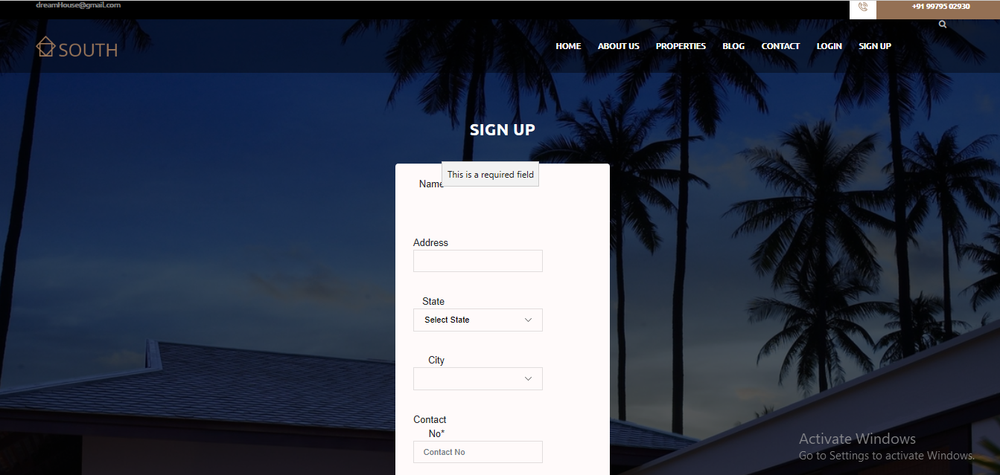 dreamHouse@gmail.com
+91 99795 02930
SOUTH
HOME ABOUT US PROPERTIES BLOG CONTACT LOGIN SIGN UP
SIGN UP
This is a required field
Name
Address
State
Select State
City
Contact
No*
Contact No
Activate Windows
Go to Settings to activate Windows.